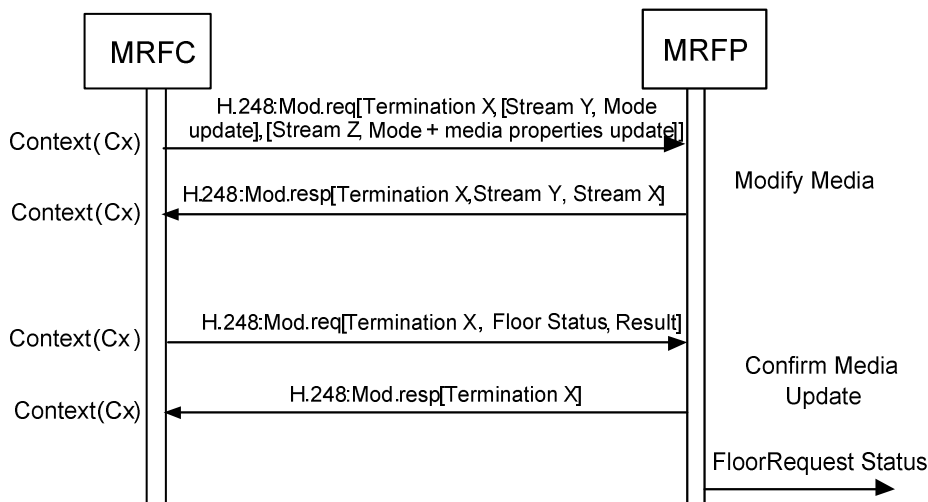 MRFC
MRFP
H.248:Mod.req[Termination X, [Stream Y, Mode
update], [Stream Z, Mode + media properties update]]
Context(Cx)
Modify Media
H.248:Mod.resp[Termination X,Stream Y, Stream X]
Context(Cx)
H.248:Mod.req[Termination X, Floor Status, Result]
Context(Cx)
Confirm Media
Update
H.248:Mod.resp[Termination X]
Context(Cx)
FloorRequest Status